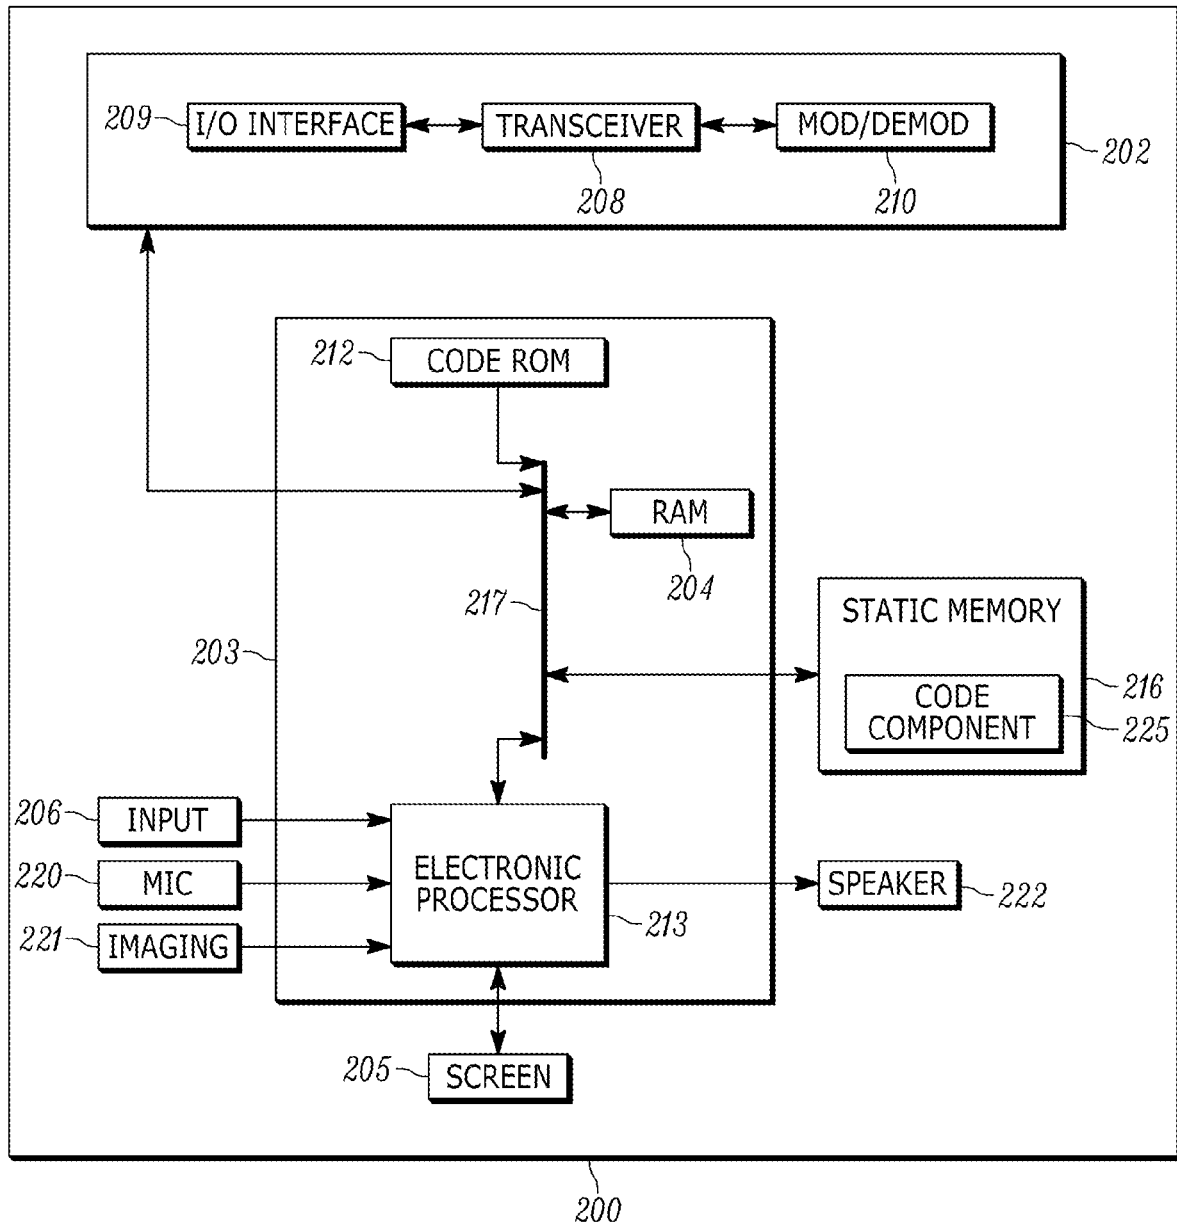 209
I/O INTERFACE
TRANSCEIVER
MOD/DEMOD
202
208
210
212
CODE ROM
RAM
204
217
STATIC MEMORY
203
216
CODE
COMPONENT
225
206
INPUT
220
MIC
ELECTRONIC
PROCESSOR
SPEAKER
222
213
221
IMAGING
205
SCREEN
200